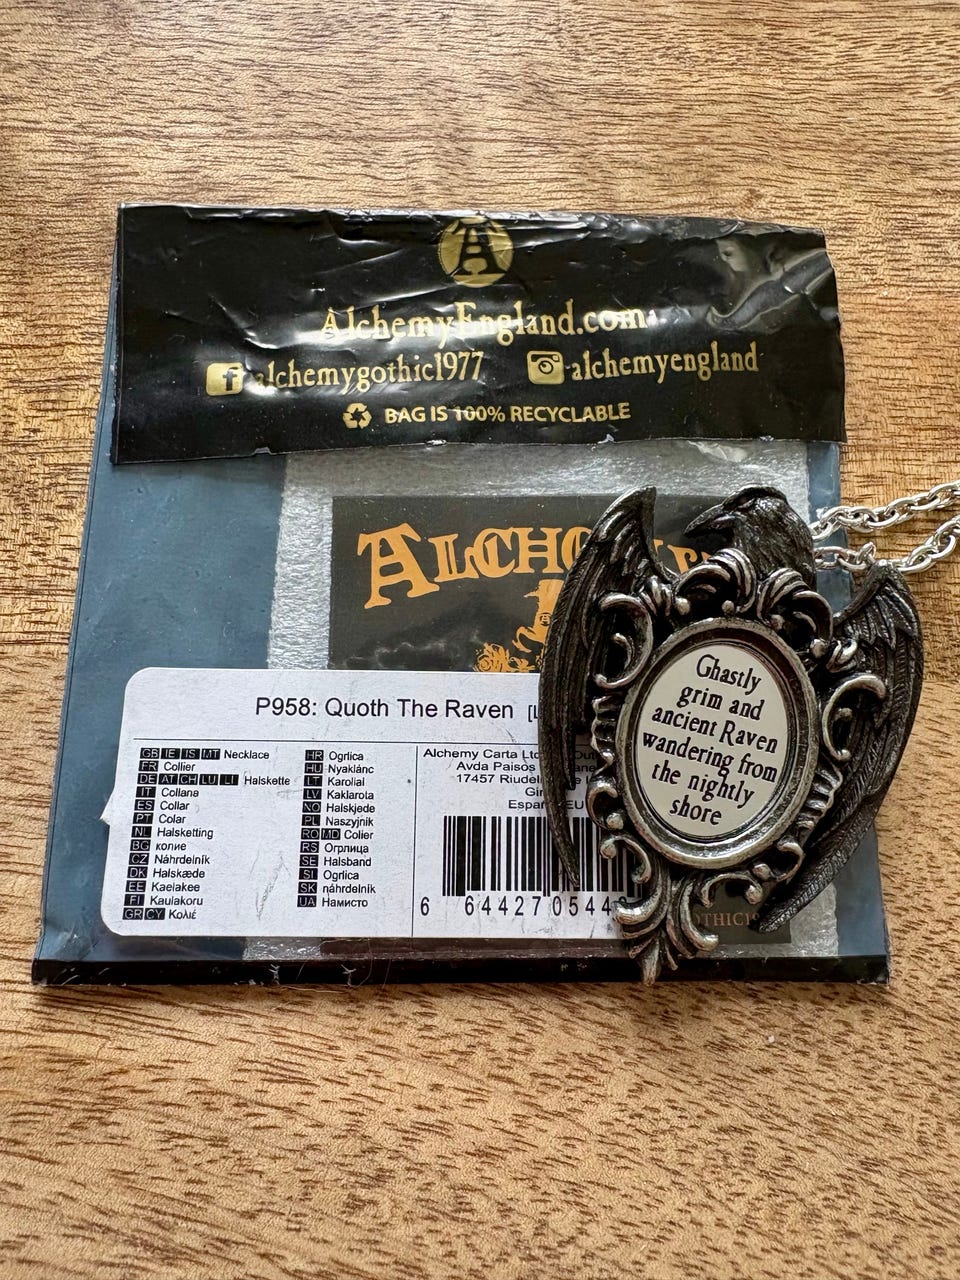 AlchemyEngland.com
alchemygothic1977
alchemyengland
BAG IS 100% RECYCLABLE
P958: Quoth The Raven
GB IE IS MT Necklace
FR Collier
DE AT CH LU LI Halskette
IT Collana
ES Collar
PT Colar
NL Halsketting
BG колие
CZ Náhrdelník
DK Halskæde
EE Kaelakee
FI Kaulakoru
GR CY Κολιέ
HR Ogrlica
HU Nyaklánc
LT Karoliai
LV Kaklarota
NO Halskjede
PL Naszyjnik
RO MD Colier
RS Огрлица
SE Halsband
SI Ogrlica
SK náhrdelník
UA Намисто
Alchemy Carta Ltd
Avda Paisos
17457
EU
6 64427 0544
Ghastly
grim and
ancient Raven
wandering from
the nightly
shore